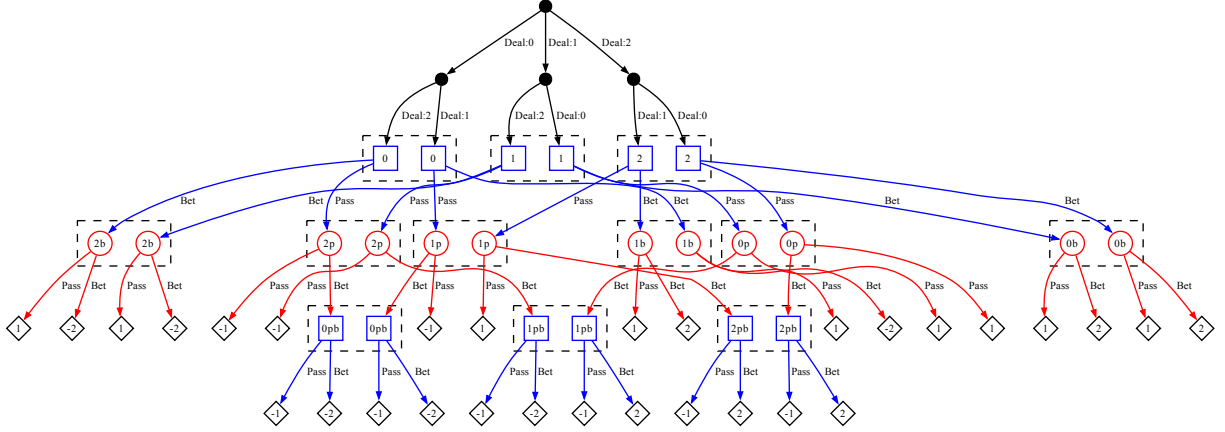 Deal:0 Deal:1 Deal:2
Deal:2 Deal:1 Deal:2 Deal:0 Deal:1 Deal:0
0 0 1 1 2 2
Bet Bet Pass Pass Pass Pass Bet Bet Pass Pass Bet Bet
2b 2b 2p 2p 1p 1p 1b 1b 0p 0p 0b 0b
Pass Bet Pass Bet Pass Pass Bet Bet Bet Pass Pass Bet Pass Bet Bet Pass Bet Pass Bet Pass Pass Bet Pass Bet
1 -2 1 -2 -1 -1 0pb 0pb -1 1 1pb 1pb 1 2 2pb 2pb 1 -2 1 1 1 2 1 2
Pass Bet Pass Bet Pass Bet Pass Bet Pass Bet Pass Bet
-1 -2 -1 -2 -1 -2 -1 2 -1 2 -1 2